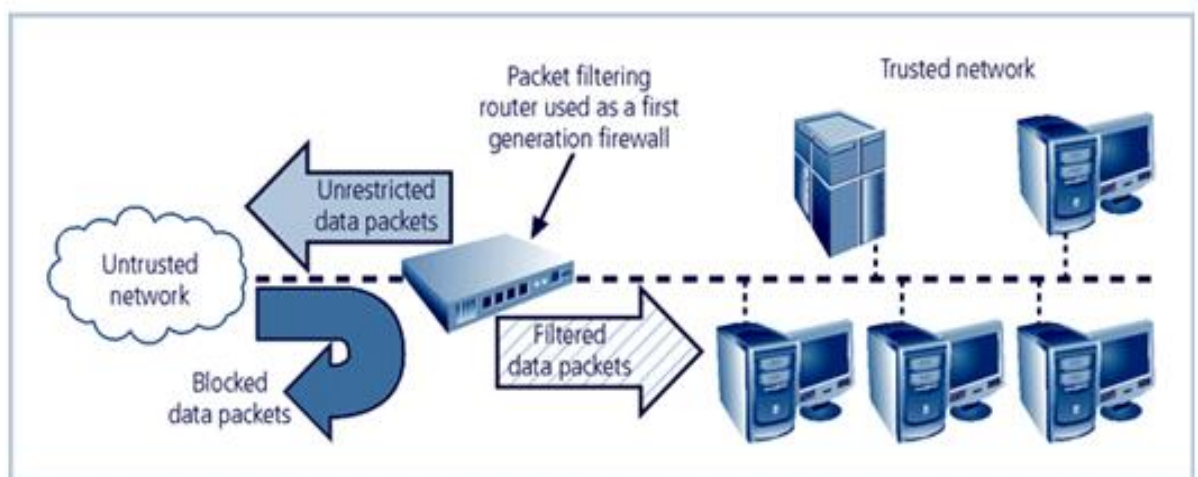 Packet filtering
router used as a first
generation firewall
Trusted network
Unrestricted
data packets
Untrusted
network
Filtered
data packets
Blocked
data packets